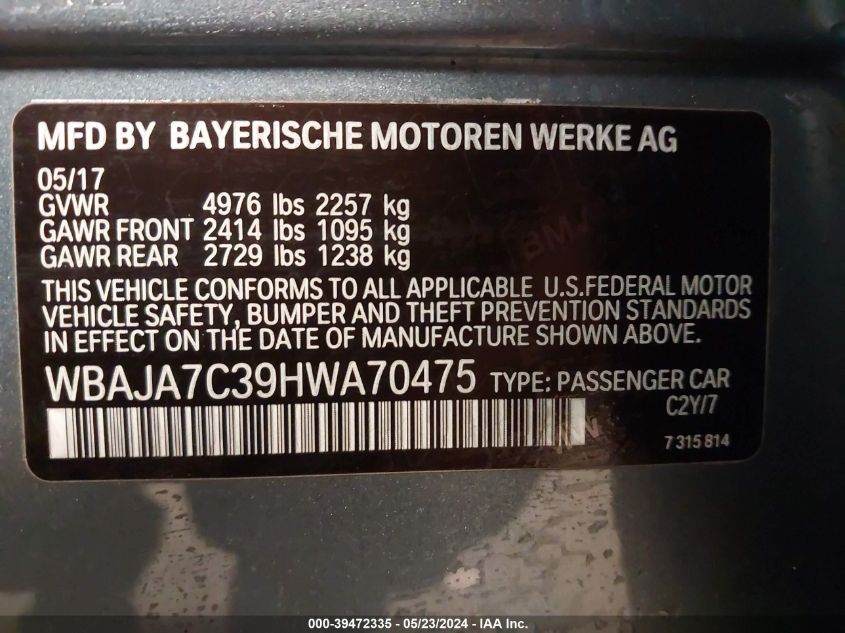 MFD BY BAYERISCHE MOTOREN WERKE AG
05/17
GVWR 4976 lbs 2257 kg
GAWR FRONT 2414 lbs 1095 kg
GAWR REAR 2729 lbs 1238 kg
THIS VEHICLE CONFORMS TO ALL APPLICABLE U.S.FEDERAL MOTOR
VEHICLE SAFETY, BUMPER AND THEFT PREVENTION STANDARDS
IN EFFECT ON THE DATE OF MANUFACTURE SHOWN ABOVE.
WBAJA7C39HWA70475 TYPE: PASSENGER CAR
C2Y/7
7 315 814
000-39472335 - 05/23/2024 - IAA Inc.